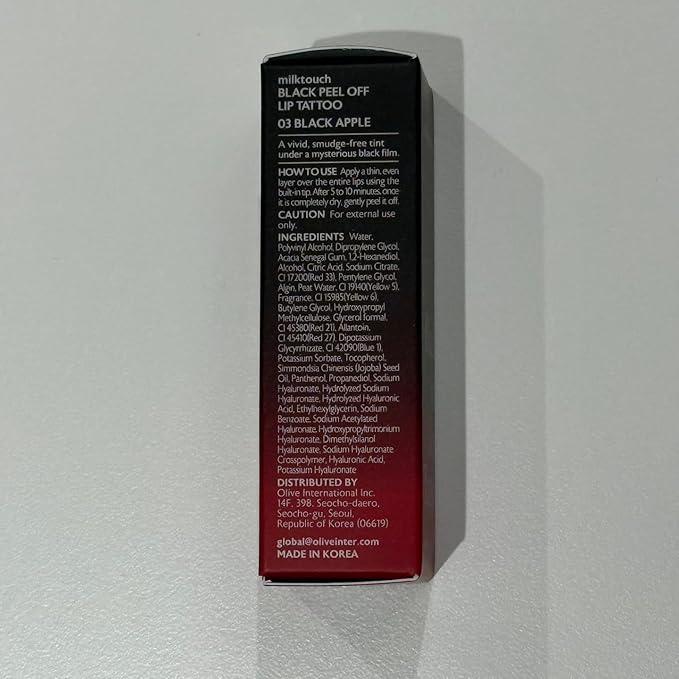 milktouch
BLACK PEEL OFF
LIP TATTOO
03 BLACK APPLE
A vivid, smudge-free tint
under a mysterious black film.
HOW TO USE Apply a thin, even
layer over the entire lips using the
built-in tip. After 5 to 10 minutes, once
it is completely dry, gently peel it off.
CAUTION For external use
only.
INGREDIENTS Water,
Polyvinyl Alcohol, Dipropylene Glycol,
Acacia Senegal Gum, 1,2-Hexanediol,
Alcohol, Citric Acid, Sodium Citrate,
CI 17200(Red 33), Pentylene Glycol,
Algin, Peat Water, CI 19140(Yellow 5),
Fragrance, CI 15985(Yellow 6),
Butylene Glycol, Hydroxypropyl
Methylcellulose, Glycerol formal,
CI 45380(Red 21), Allantoin,
CI 45410(Red 27), Dipotassium
Glycyrrhizate, CI 42090(Blue 1),
Potassium Sorbate, Tocopherol,
Simmondsia Chinensis (Jojoba) Seed
Oil, Panthenol, Propanediol, Sodium
Hyaluronate, Hydrolyzed Sodium
Hyaluronate, Hydrolyzed Hyaluronic
Acid, Ethylhexylglycerin, Sodium
Benzoate, Sodium Acetylated
Hyaluronate, Hydroxypropyltrimonium
Hyaluronate, Dimethylsilanol
Hyaluronate, Sodium Hyaluronate
Crosspolymer, Hyaluronic Acid,
Potassium Hyaluronate
DISTRIBUTED BY
Olive International Inc.
14F, 398, Seocho-daero,
Seocho-gu, Seoul,
Republic of Korea (06619)
global@oliveinter.com
MADE IN KOREA